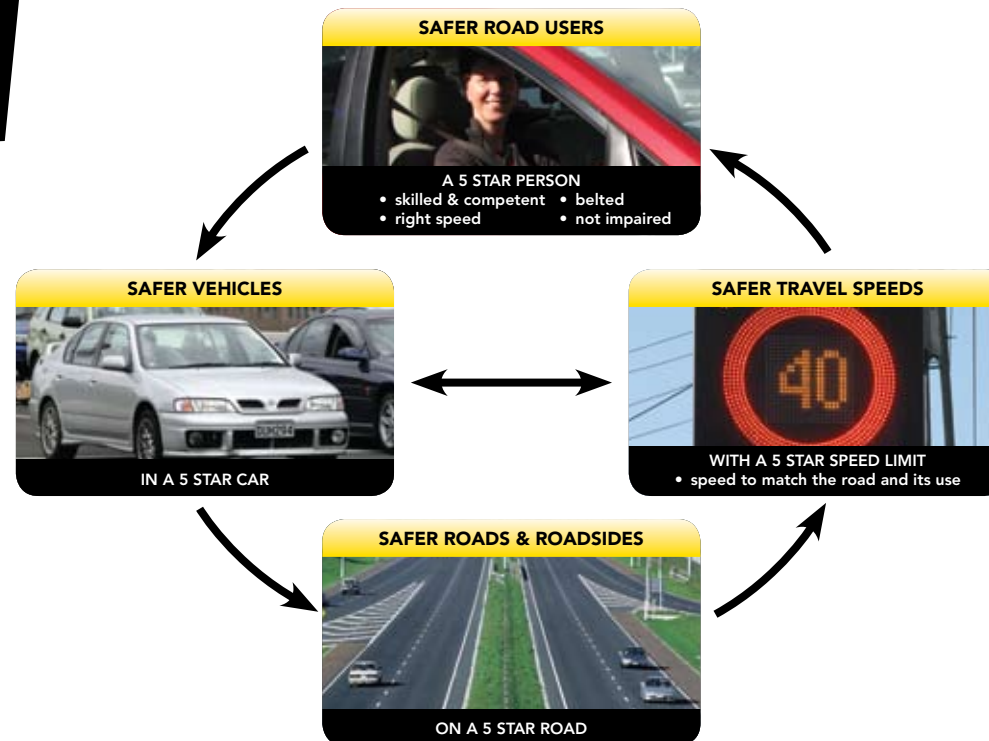 SAFER ROAD USERS
A 5 STAR PERSON
• skilled & competent • belted
• right speed • not impaired
SAFER VEHICLES
DUH294
IN A 5 STAR CAR
SAFER TRAVEL SPEEDS
40
WITH A 5 STAR SPEED LIMIT
• speed to match the road and its use
SAFER ROADS & ROADSIDES
ON A 5 STAR ROAD